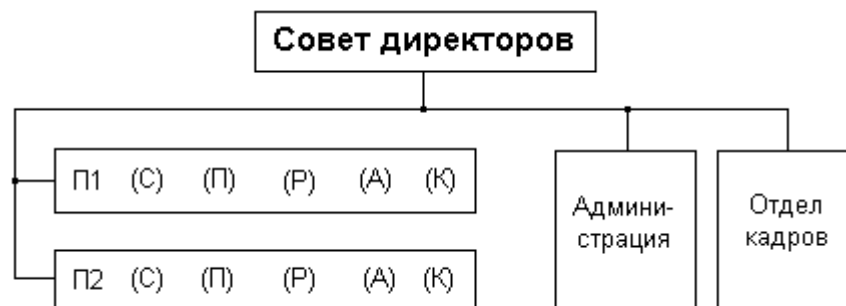 Совет директоров
П1 (С) (П) (Р) (А) (К)
П2 (С) (П) (Р) (А) (К)
Админи-
страция
Отдел
кадров